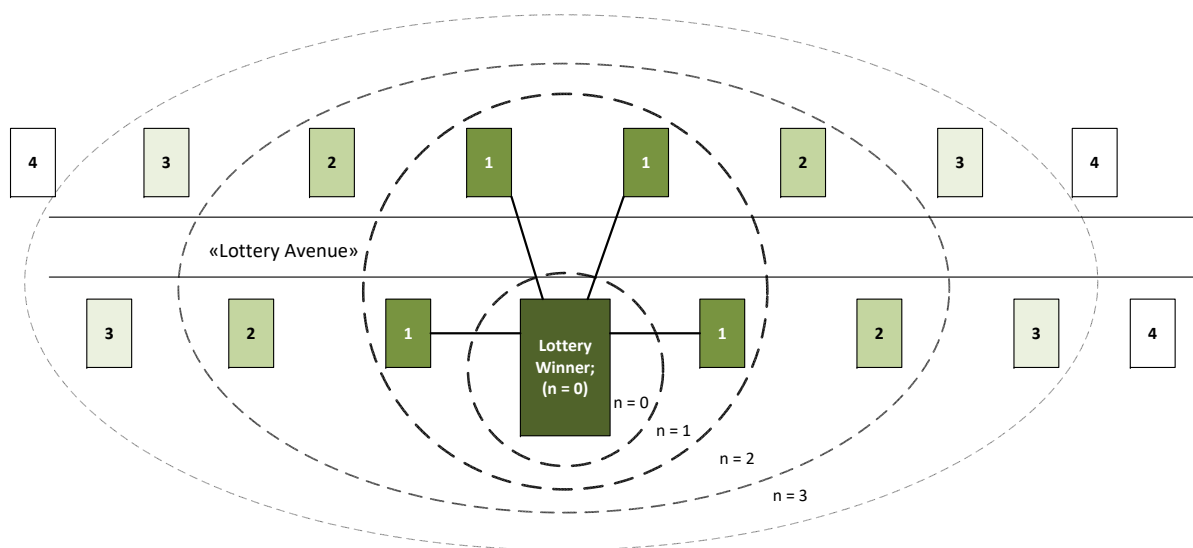 4 3 2 1 1 2 3 4
«Lottery Avenue»
3 2 1 1 2 3 4
Lottery
Winner;
(n = 0)
n = 0
n = 1
n = 2
n = 3